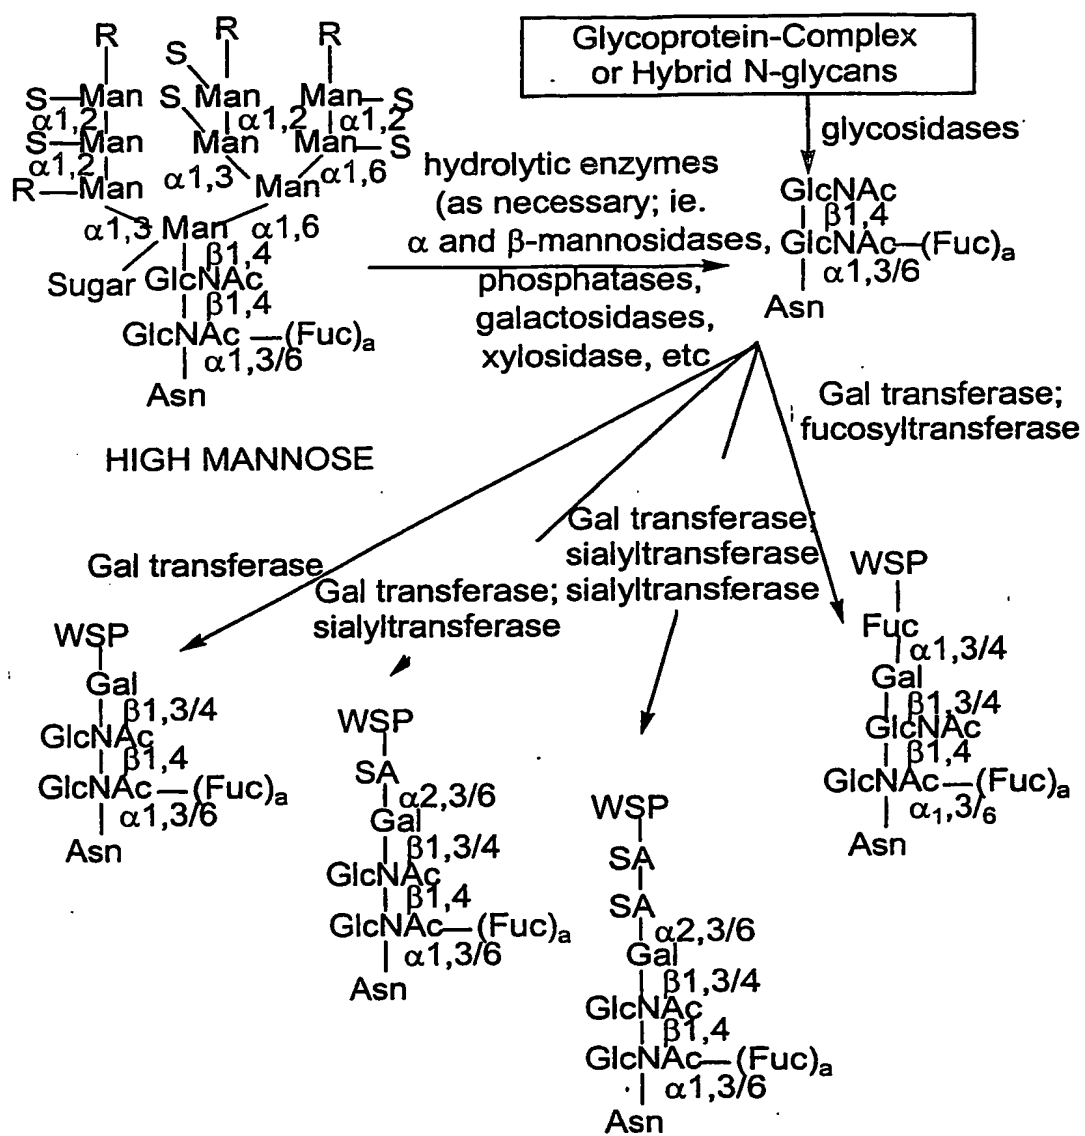 R
S
R
R
S—Man
S
Man
Man—S
α1,2
α1,2
α1,2
S—Man
Man
Man—S
α1,2
α1,3
α1,6
R—Man
Man
α1,3
Man
α1,6
β1,4
Sugar
GlcNAc
β1,4
GlcNAc—(Fuc)a
α1,3/6
Asn
HIGH MANNOSE
hydrolytic enzymes
(as necessary; ie.
α and β-mannosidases,
phosphatases,
galactosidases,
xylosidase, etc
Glycoprotein-Complex
or Hybrid N-glycans
glycosidases
GlcNAc
β1,4
GlcNAc—(Fuc)a
α1,3/6
Asn
Gal transferase
Gal transferase;
sialyltransferase
Gal transferase;
sialyltransferase
sialyltransferase
Gal transferase;
fucosyltransferase
WSP
Gal
β1,3/4
GlcNAc
β1,4
GlcNAc—(Fuc)a
α1,3/6
Asn
WSP
SA
α2,3/6
Gal
β1,3/4
GlcNAc
β1,4
GlcNAc—(Fuc)a
α1,3/6
Asn
WSP
SA
SA
α2,3/6
Gal
β1,3/4
GlcNAc
β1,4
GlcNAc—(Fuc)a
α1,3/6
Asn
WSP
Fuc
α1,3/4
Gal
β1,3/4
GlcNAc
β1,4
GlcNAc—(Fuc)a
α1,3/6
Asn